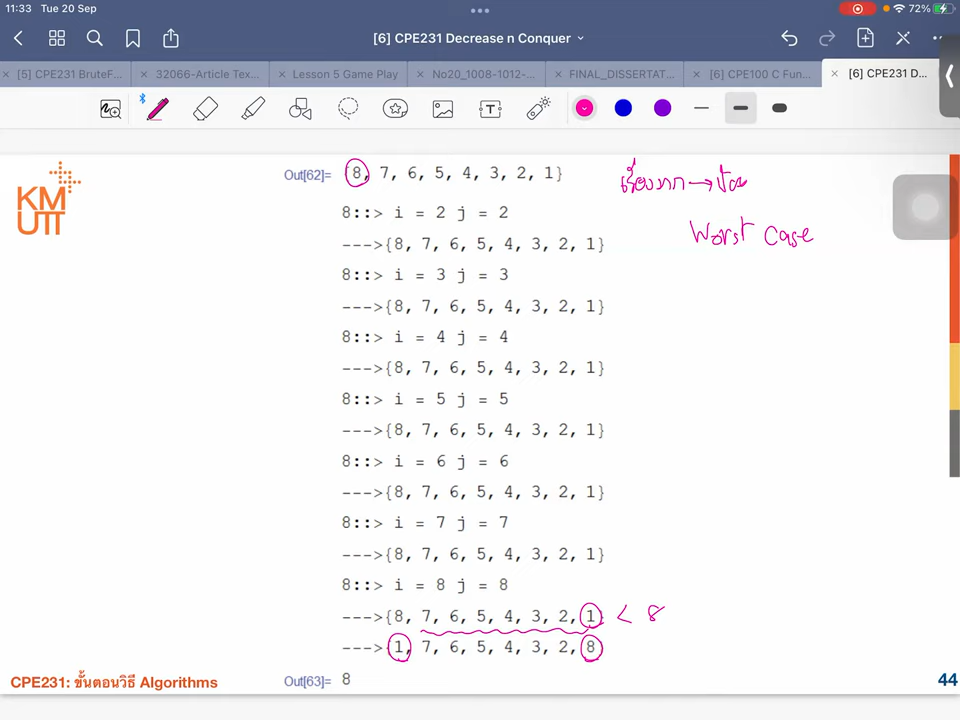 11:33 Tue 20 Sep 72%
[6] CPE231 Decrease n Conquer
[5] CPE231 BruteF... 32066-Article Tex... Lesson 5 Game Play No20_1008-1012-... FINAL_DISSERTAT... [6] CPE100 C Fun... [6] CPE231 D...
KM
UTT
Out[62]= {8, 7, 6, 5, 4, 3, 2, 1}
เรียงมาก → น้อย
8::> i = 2 j = 2
Worst case
--->{8, 7, 6, 5, 4, 3, 2, 1}
8::> i = 3 j = 3
--->{8, 7, 6, 5, 4, 3, 2, 1}
8::> i = 4 j = 4
--->{8, 7, 6, 5, 4, 3, 2, 1}
8::> i = 5 j = 5
--->{8, 7, 6, 5, 4, 3, 2, 1}
8::> i = 6 j = 6
--->{8, 7, 6, 5, 4, 3, 2, 1}
8::> i = 7 j = 7
--->{8, 7, 6, 5, 4, 3, 2, 1}
8::> i = 8 j = 8
--->{8, 7, 6, 5, 4, 3, 2, 1} < 8
---> 1, 7, 6, 5, 4, 3, 2, 8
Out[63]= 8
CPE231: ขั้นตอนวิธี Algorithms 44